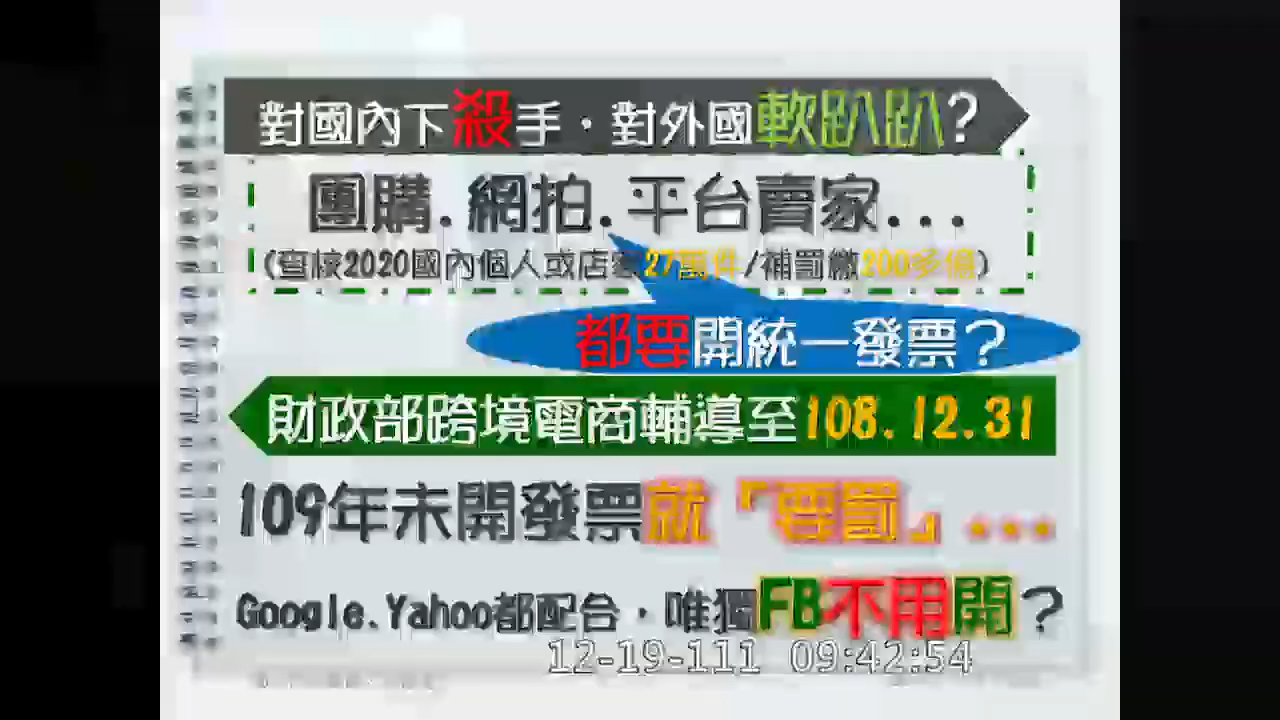 對國內下殺手，對外國軟趴趴?
團購.網拍.平台賣家...
(查核2020國內個人或店家27萬件/補罰繳200多億)
都要開統一發票？
財政部跨境電商輔導至108.12.31
109年未開發票就『要罰』...
Google.Yahoo都配合，唯獨FB不用開？
12-19-111 09:42:54